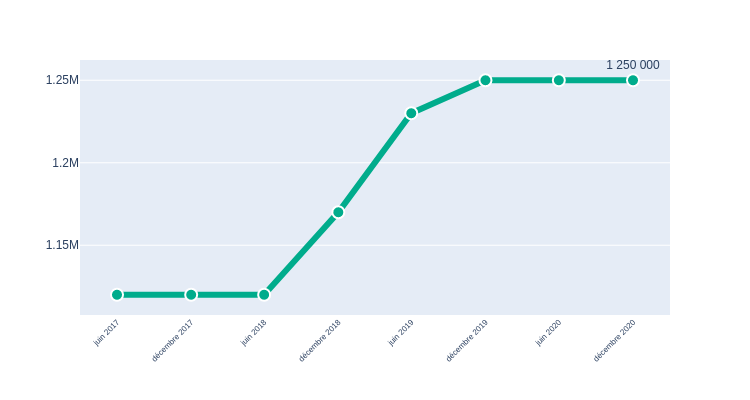 1 250 000
1.25M
1.2M
1.15M
juin 2017
décembre 2017
juin 2018
décembre 2018
juin 2019
décembre 2019
juin 2020
décembre 2020